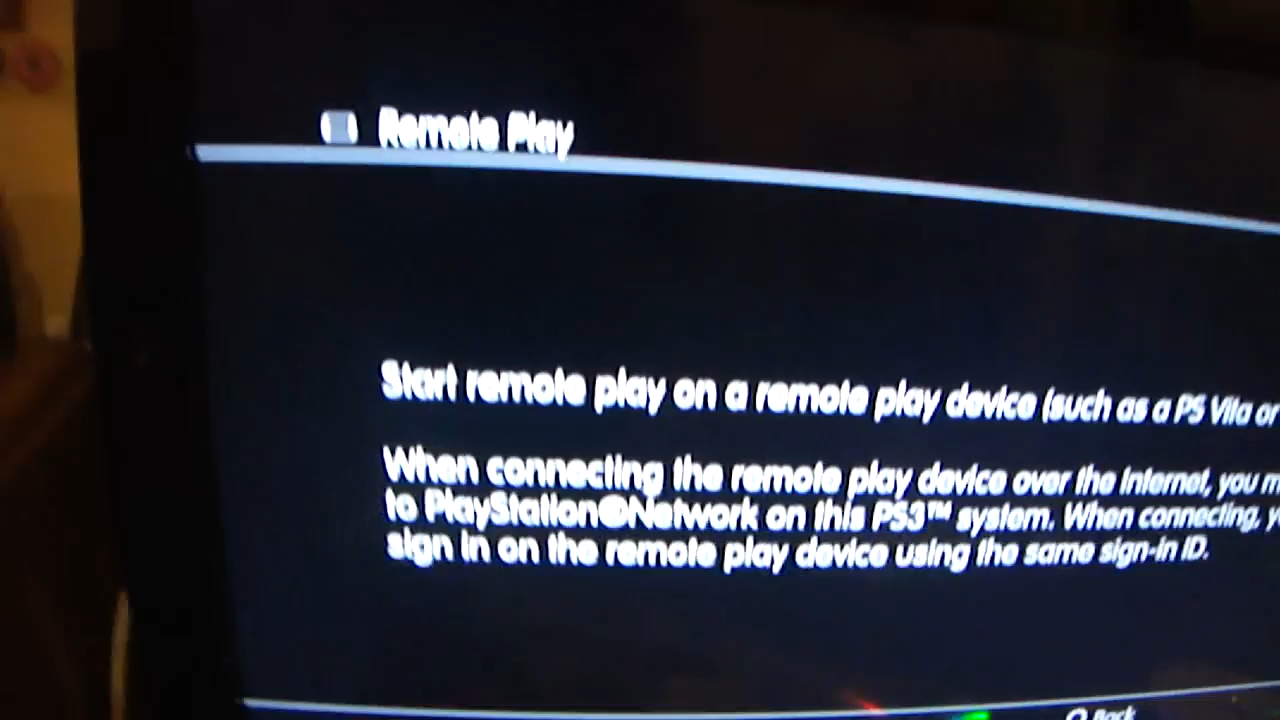 Remote Play
Start remote play on a remote play device (such as a PS Vita or
When connecting the remote play device over the Internet, you m
to PlayStation®Network on this PS3™ system. When connecting, y
sign in on the remote play device using the same sign-in ID.
Back